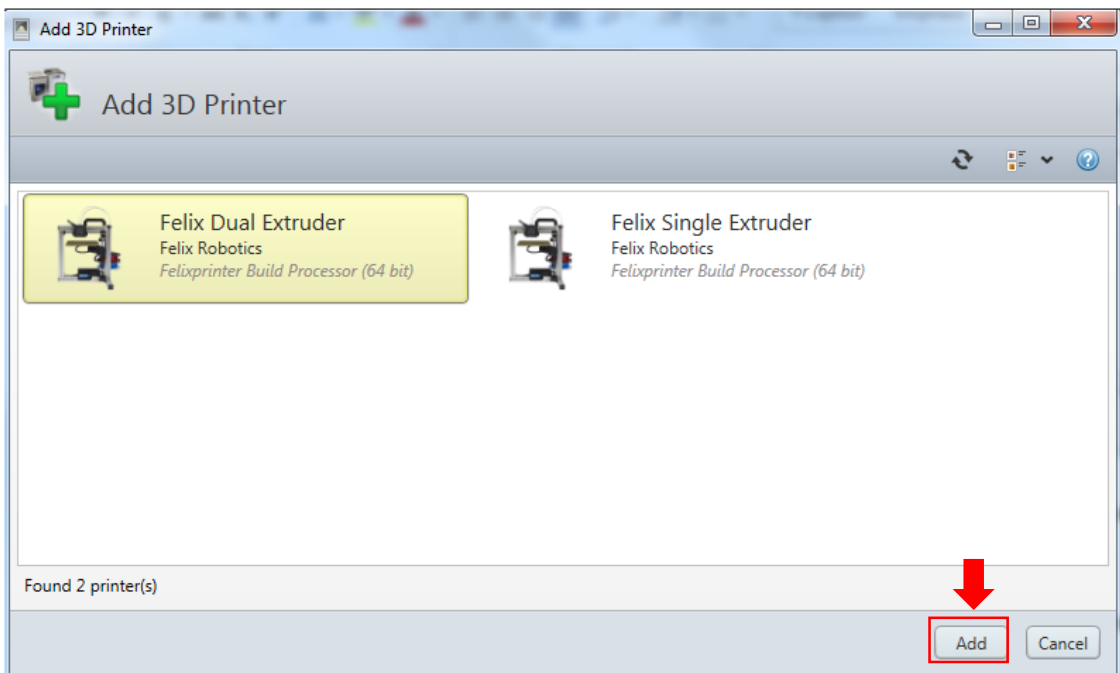 Add 3D Printer
Add 3D Printer
Felix Dual Extruder
Felix Robotics
Felixprinter Build Processor (64 bit)
Felix Single Extruder
Felix Robotics
Felixprinter Build Processor (64 bit)
Found 2 printer(s)
Add
Cancel